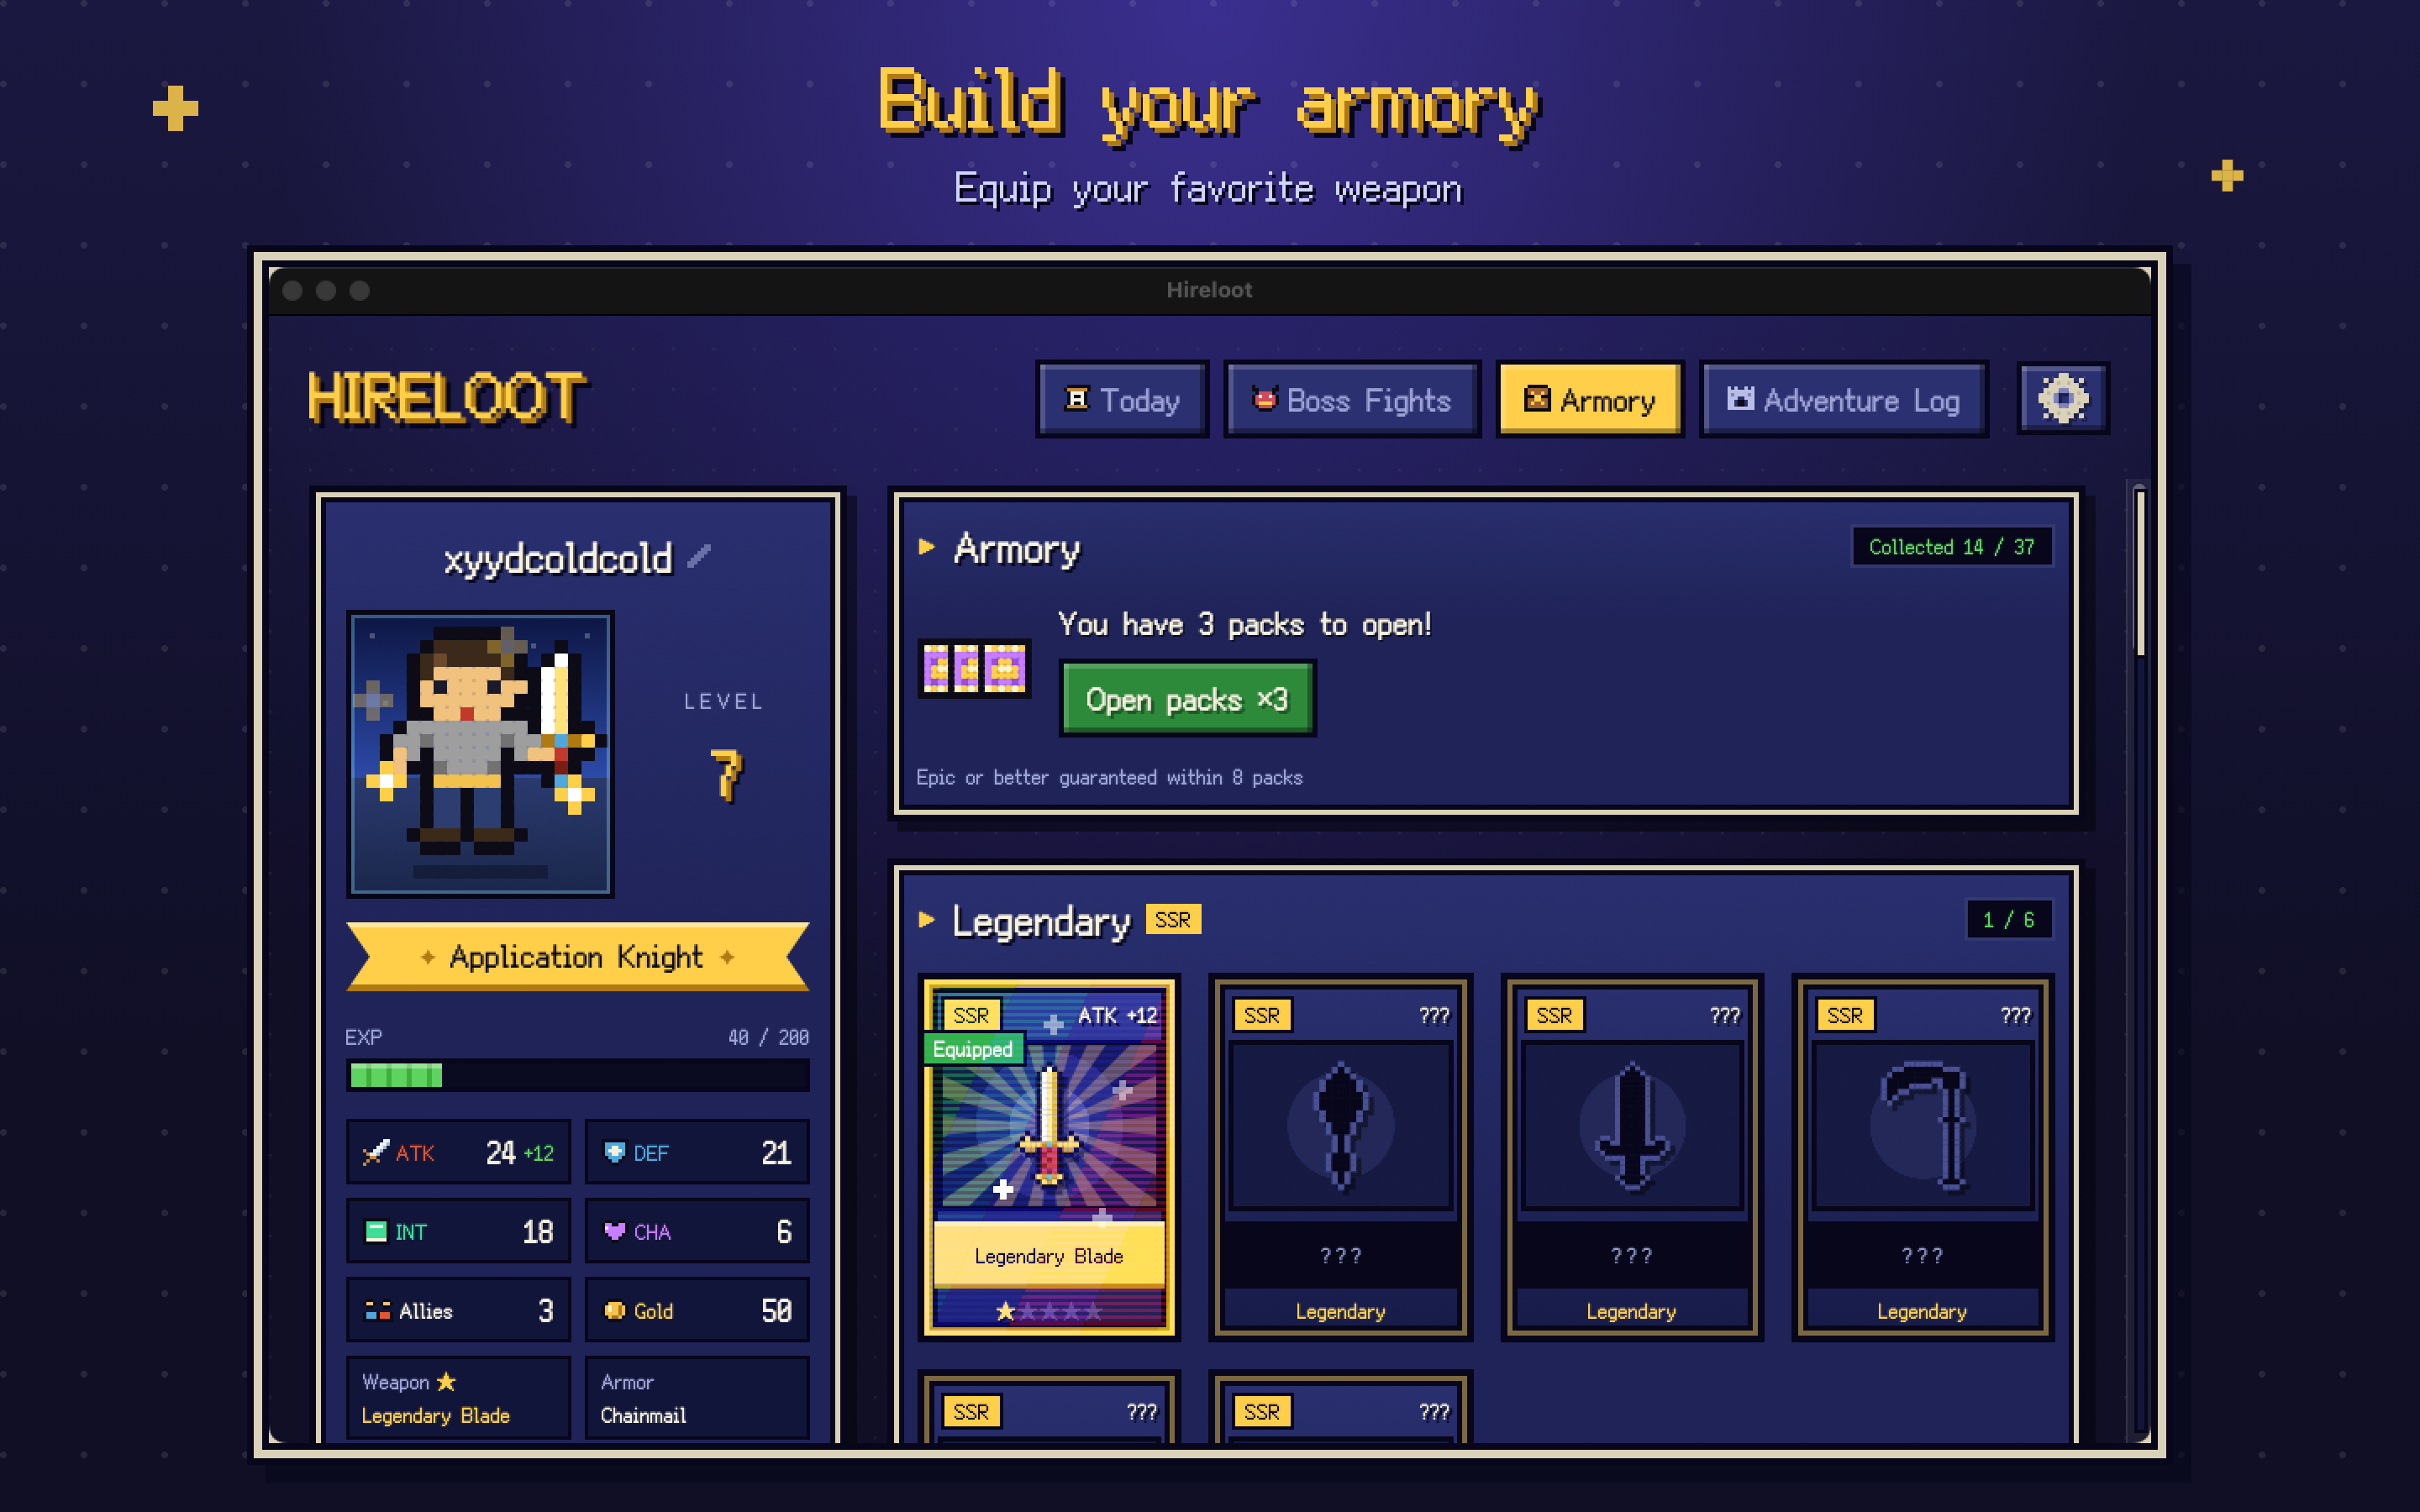 Build your armory
Equip your favorite weapon
Hireloot
HIRELOOT
Today
Boss Fights
Armory
Adventure Log
xyydcoldcold
LEVEL
7
Application Knight
EXP
40 / 200
ATK 24 +12
DEF 21
INT 18
CHA 6
Allies 3
Gold 50
Weapon
Legendary Blade
Armor
Chainmail
Armory
Collected 14 / 37
You have 3 packs to open!
Open packs ×3
Epic or better guaranteed within 8 packs
Legendary SSR
1 / 6
SSR ATK +12
Equipped
Legendary Blade
SSR ???
???
Legendary
SSR ???
???
Legendary
SSR ???
???
Legendary
SSR ???
SSR ???